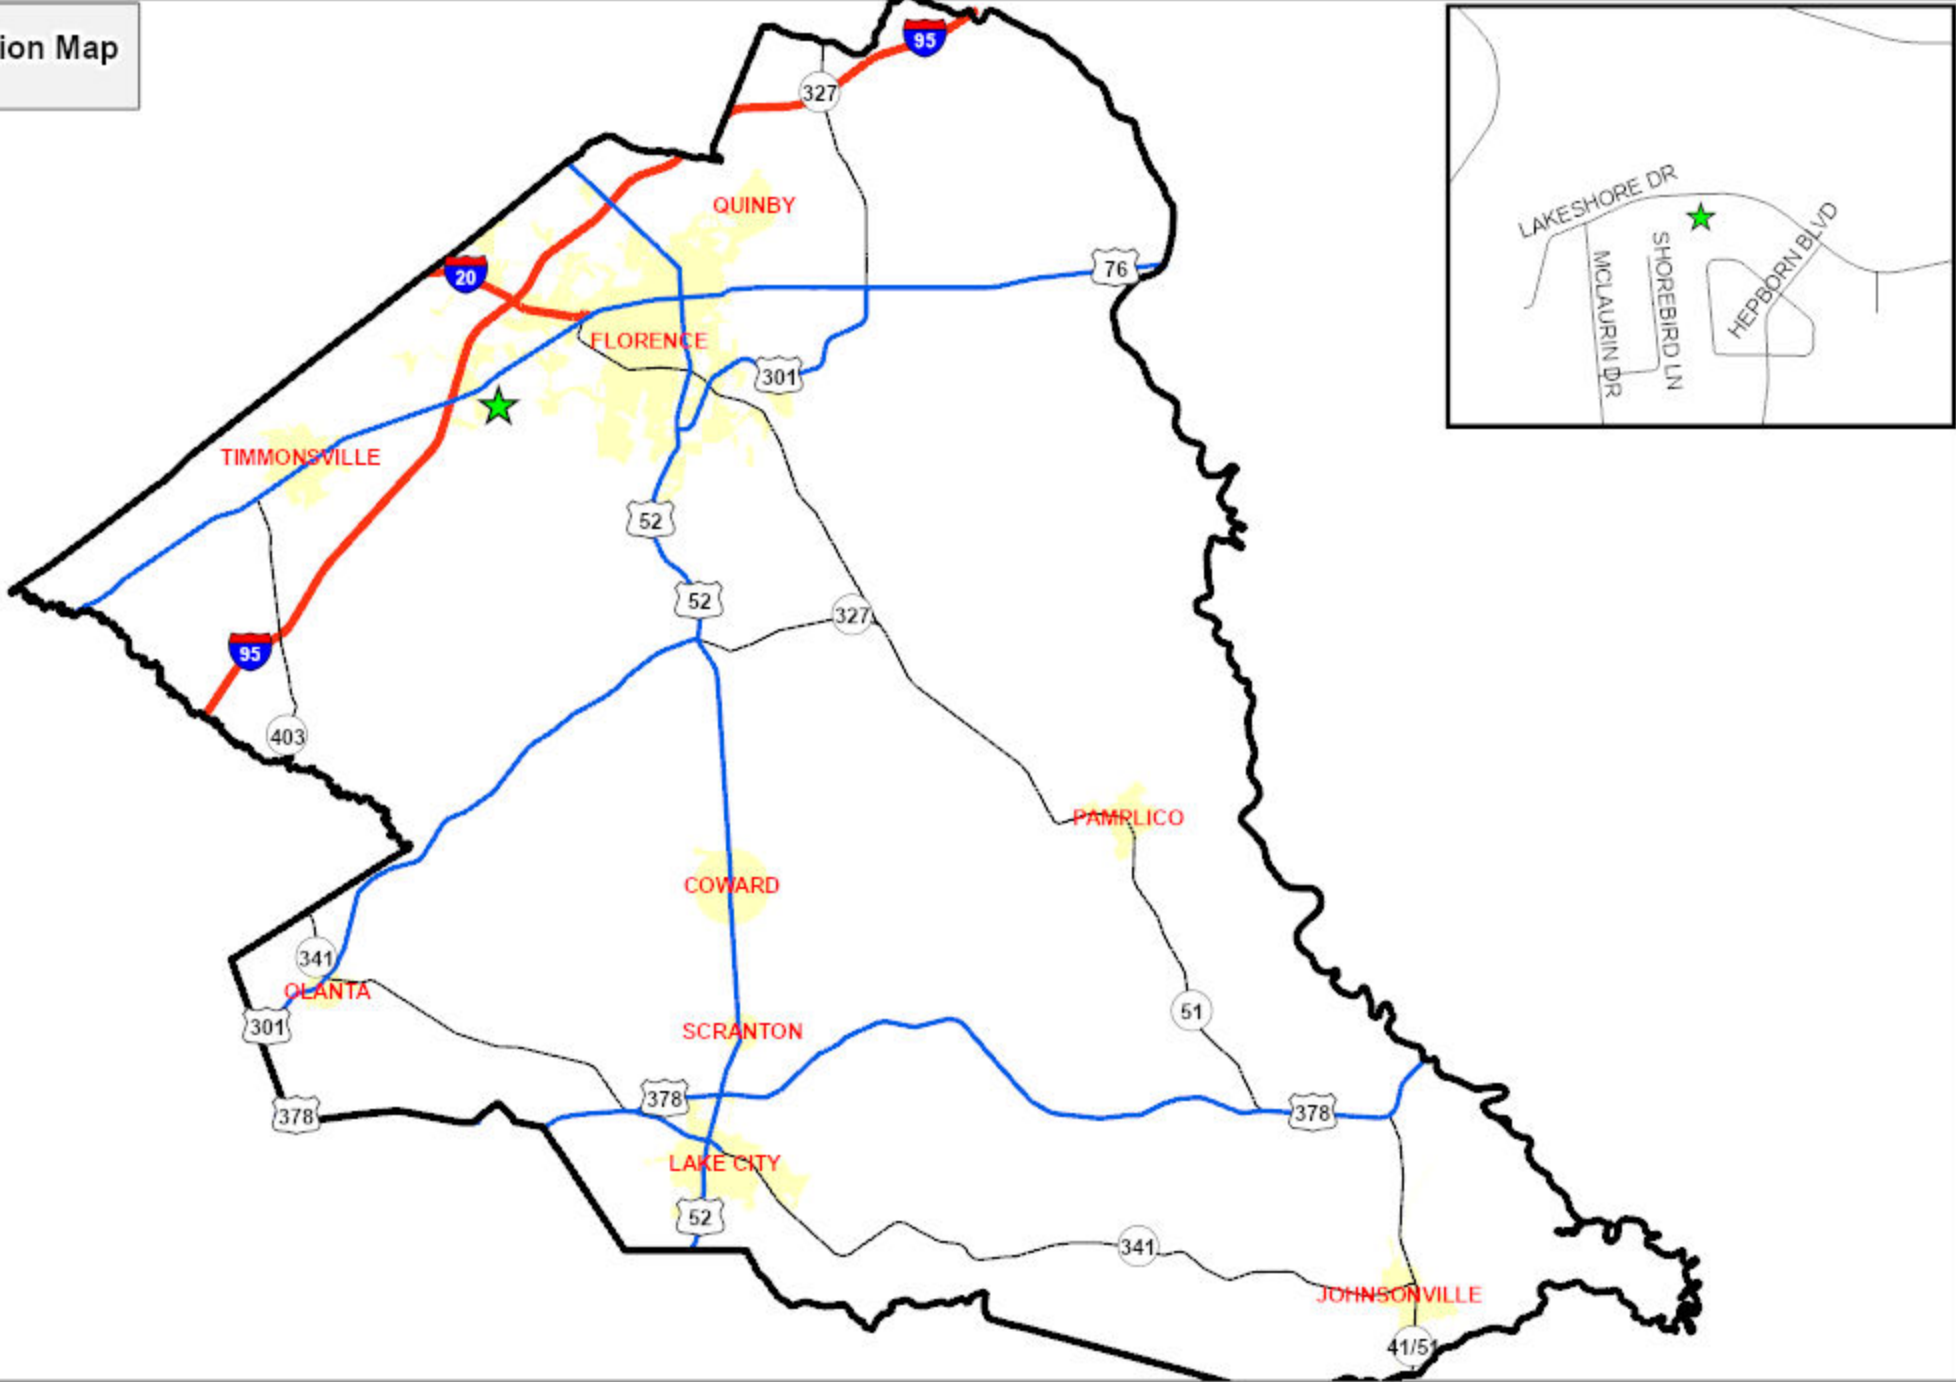 ion Map
95
327
QUINBY
20
76
FLORENCE
301
TIMMONSVILLE
52
52
327
95
403
PAMPLICO
COWARD
341
OLANTA
301
51
SCRANTON
378
378
378
LAKE CITY
52
341
JOHNSONVILLE
41/51
LAKESHORE DR
MCLAURIN DR
SHOREBIRD LN
HEPBORN BLVD